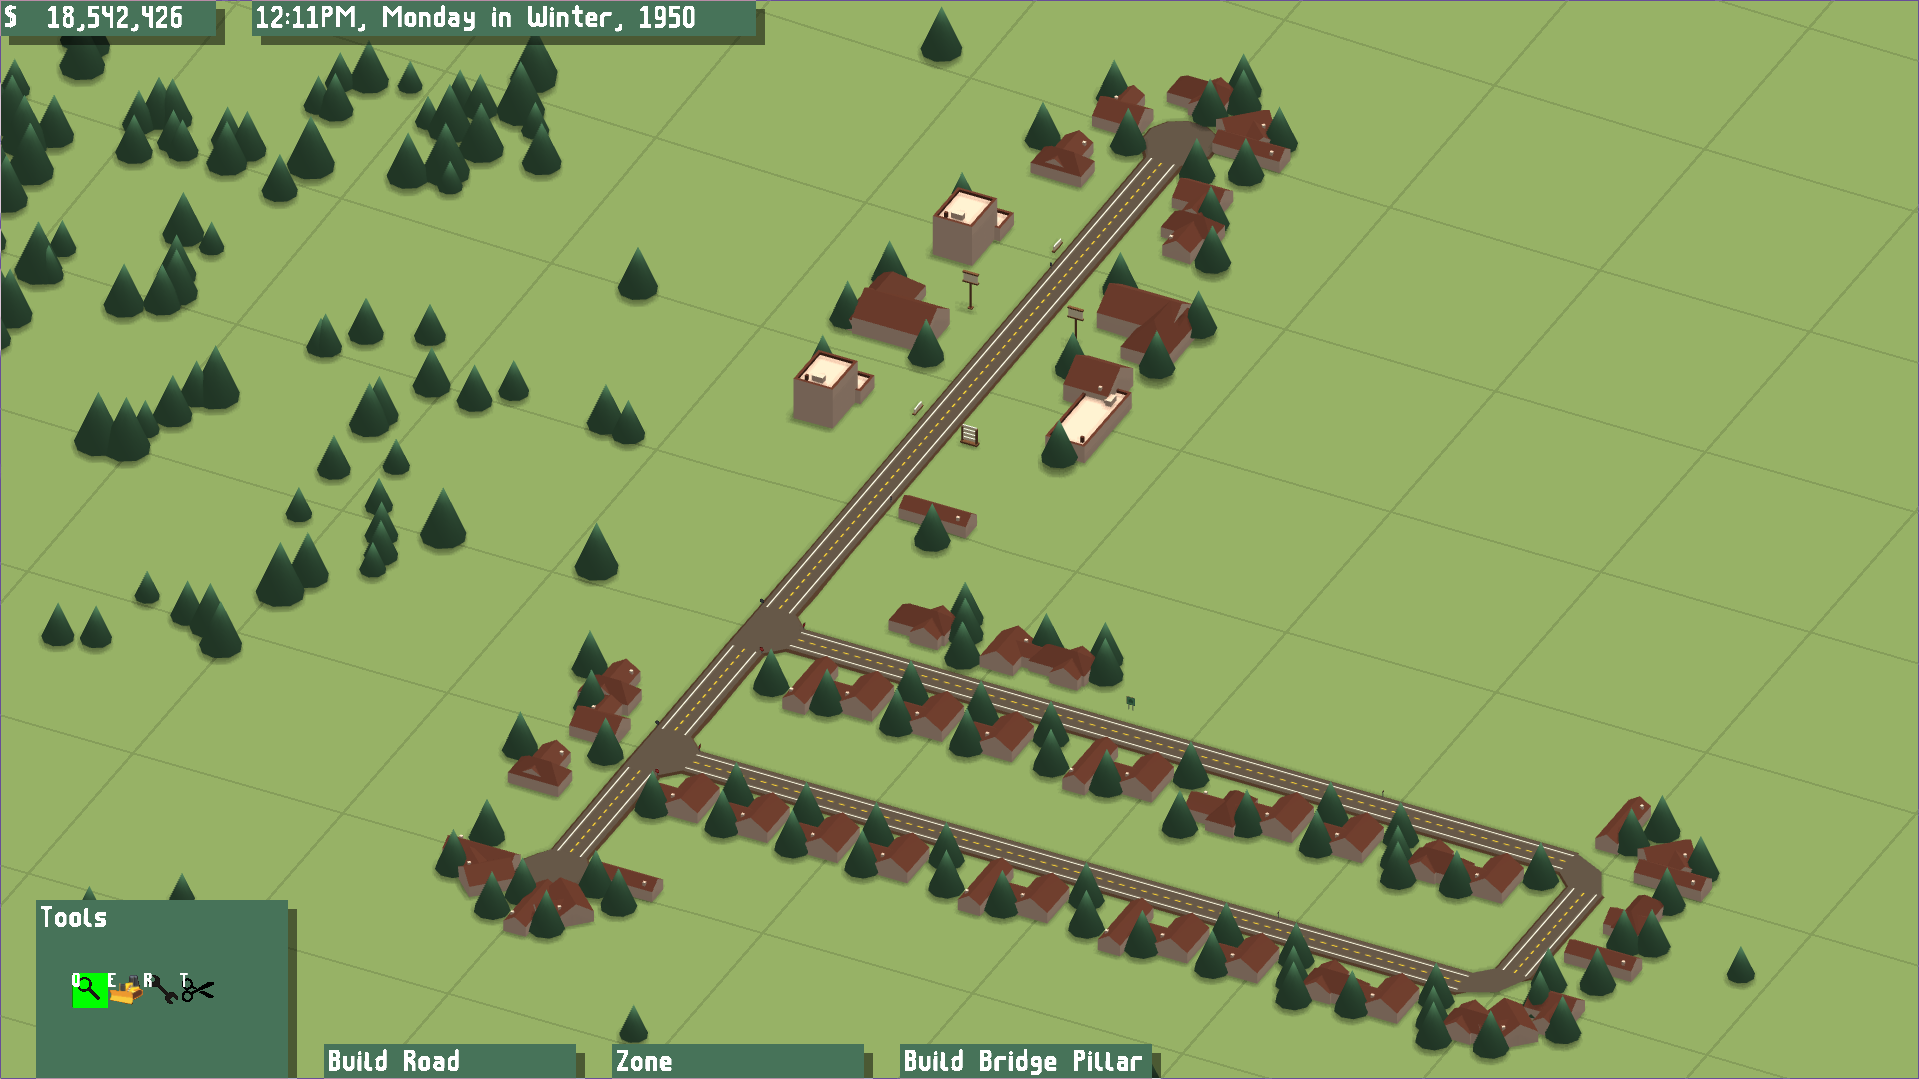 $ 18,542,426
12:11PM, Monday in Winter, 1950
Tools
Q E R T
Build Road
Zone
Build Bridge Pillar